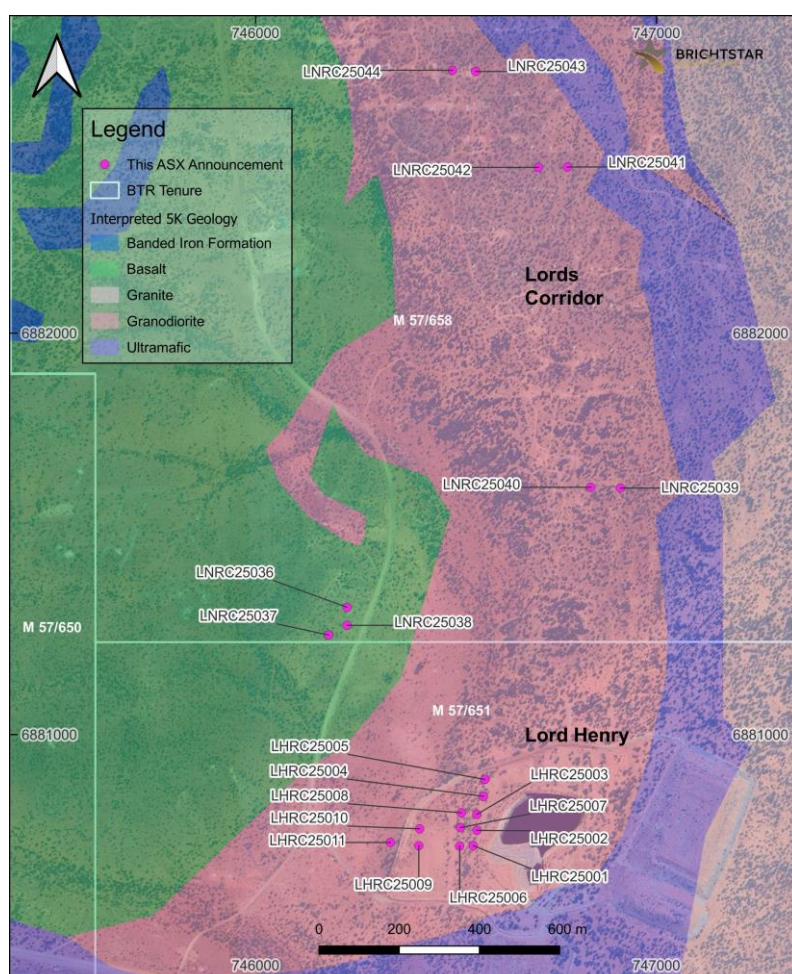 746000
747000
BRIGHTSTAR
LNRC25044
LNRC25043
Legend
This ASX Announcement
BTR Tenure
Interpreted 5K Geology
Banded Iron Formation
Basalt
Granite
Granodiorite
Ultramafic
LNRC25042
LNRC25041
Lords
Corridor
M 57/658
6882000
6882000
LNRC25040
LNRC25039
LNRC25036
LNRC25037
LNRC25038
M 57/650
M 57/651
6881000
Lord Henry
6881000
LHRC25005
LHRC25004
LHRC25003
LHRC25008
LHRC25007
LHRC25010
LHRC25002
LHRC25011
LHRC25009
LHRC25006
LHRC25001
0 200 400 600 m
746000
747000